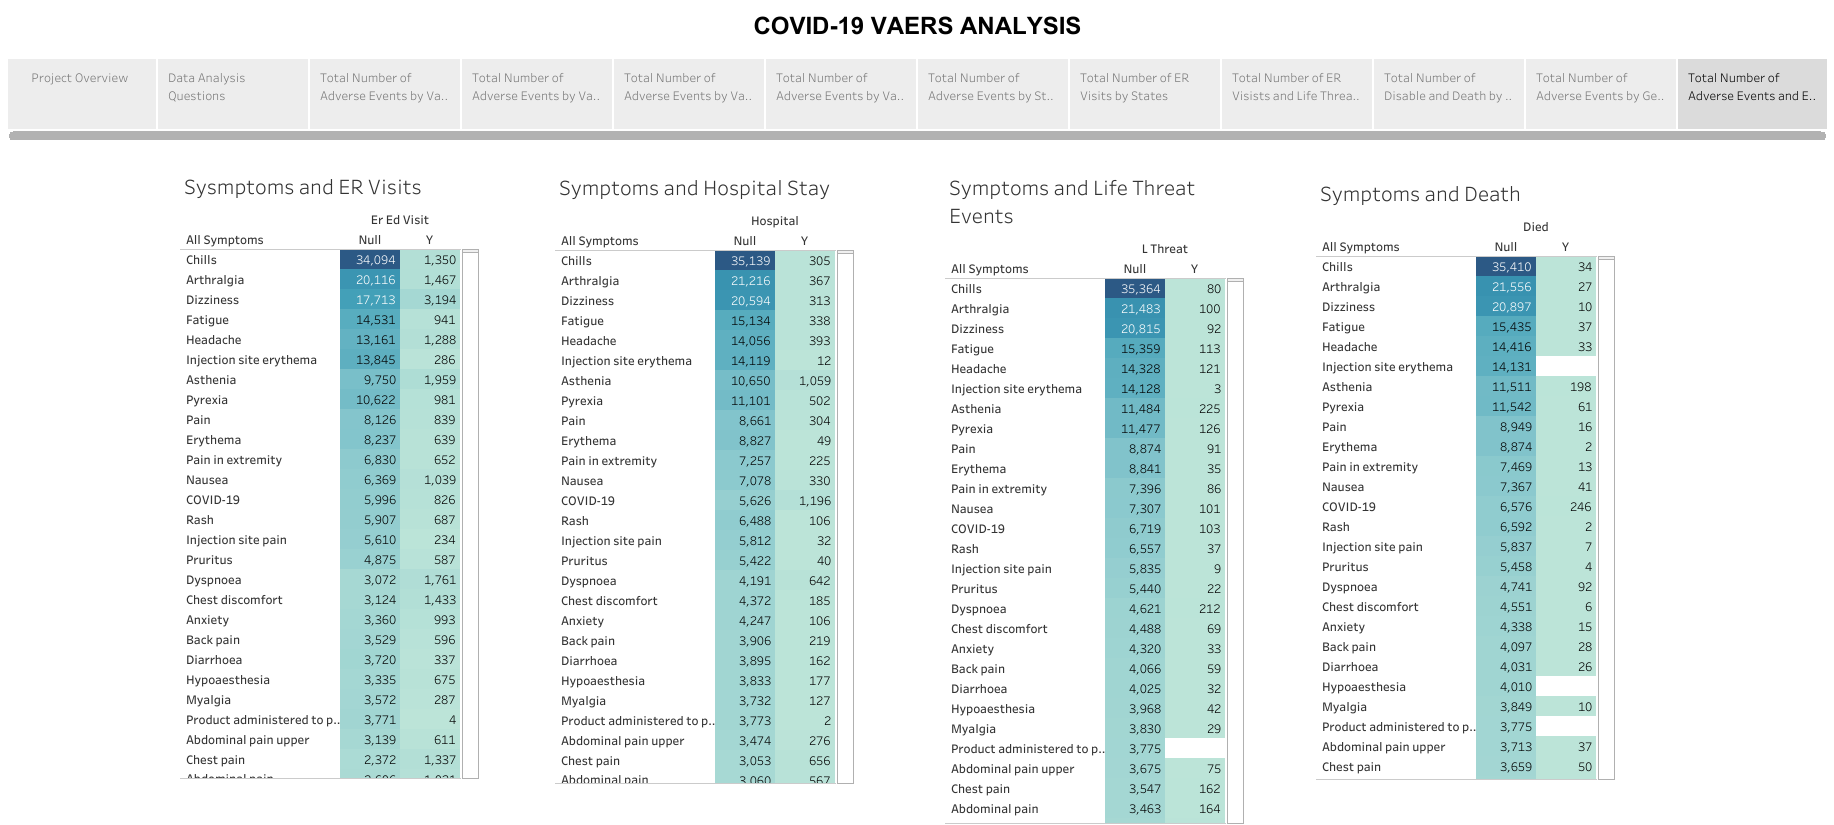 COVID-19 VAERS ANALYSIS
Project Overview
Data Analysis
Questions
Total Number of
Adverse Events by Va..
Total Number of
Adverse Events by Va..
Total Number of
Adverse Events by Va..
Total Number of
Adverse Events by Va..
Total Number of
Adverse Events by St..
Total Number of ER
Visits by States
Total Number of ER
Visists and Life Threa..
Total Number of
Disable and Death by ..
Total Number of
Adverse Events by Ge..
Total Number of
Adverse Events and E..
Sysmptoms and ER Visits
Er Ed Visit
All Symptoms Null Y
Chills 34,094 1,350
Arthralgia 20,116 1,467
Dizziness 17,713 3,194
Fatigue 14,531 941
Headache 13,161 1,288
Injection site erythema 13,845 286
Asthenia 9,750 1,959
Pyrexia 10,622 981
Pain 8,126 839
Erythema 8,237 639
Pain in extremity 6,830 652
Nausea 6,369 1,039
COVID-19 5,996 826
Rash 5,907 687
Injection site pain 5,610 234
Pruritus 4,875 587
Dyspnoea 3,072 1,761
Chest discomfort 3,124 1,433
Anxiety 3,360 993
Back pain 3,529 596
Diarrhoea 3,720 337
Hypoaesthesia 3,335 675
Myalgia 3,572 287
Product administered to p.. 3,771 4
Abdominal pain upper 3,139 611
Chest pain 2,372 1,337
Abdominal pain
Symptoms and Hospital Stay
Hospital
All Symptoms Null Y
Chills 35,139 305
Arthralgia 21,216 367
Dizziness 20,594 313
Fatigue 15,134 338
Headache 14,056 393
Injection site erythema 14,119 12
Asthenia 10,650 1,059
Pyrexia 11,101 502
Pain 8,661 304
Erythema 8,827 49
Pain in extremity 7,257 225
Nausea 7,078 330
COVID-19 5,626 1,196
Rash 6,488 106
Injection site pain 5,812 32
Pruritus 5,422 40
Dyspnoea 4,191 642
Chest discomfort 4,372 185
Anxiety 4,247 106
Back pain 3,906 219
Diarrhoea 3,895 162
Hypoaesthesia 3,833 177
Myalgia 3,732 127
Product administered to p.. 3,773 2
Abdominal pain upper 3,474 276
Chest pain 3,053 656
Abdominal pain 3,060 567
Symptoms and Life Threat
Events
L Threat
All Symptoms Null Y
Chills 35,364 80
Arthralgia 21,483 100
Dizziness 20,815 92
Fatigue 15,359 113
Headache 14,328 121
Injection site erythema 14,128 3
Asthenia 11,484 225
Pyrexia 11,477 126
Pain 8,874 91
Erythema 8,841 35
Pain in extremity 7,396 86
Nausea 7,307 101
COVID-19 6,719 103
Rash 6,557 37
Injection site pain 5,835 9
Pruritus 5,440 22
Dyspnoea 4,621 212
Chest discomfort 4,488 69
Anxiety 4,320 33
Back pain 4,066 59
Diarrhoea 4,025 32
Hypoaesthesia 3,968 42
Myalgia 3,830 29
Product administered to p.. 3,775
Abdominal pain upper 3,675 75
Chest pain 3,547 162
Abdominal pain 3,463 164
Symptoms and Death
Died
All Symptoms Null Y
Chills 35,410 34
Arthralgia 21,556 27
Dizziness 20,897 10
Fatigue 15,435 37
Headache 14,416 33
Injection site erythema 14,131
Asthenia 11,511 198
Pyrexia 11,542 61
Pain 8,949 16
Erythema 8,874 2
Pain in extremity 7,469 13
Nausea 7,367 41
COVID-19 6,576 246
Rash 6,592 2
Injection site pain 5,837 7
Pruritus 5,458 4
Dyspnoea 4,741 92
Chest discomfort 4,551 6
Anxiety 4,338 15
Back pain 4,097 28
Diarrhoea 4,031 26
Hypoaesthesia 4,010
Myalgia 3,849 10
Product administered to p.. 3,775
Abdominal pain upper 3,713 37
Chest pain 3,659 50